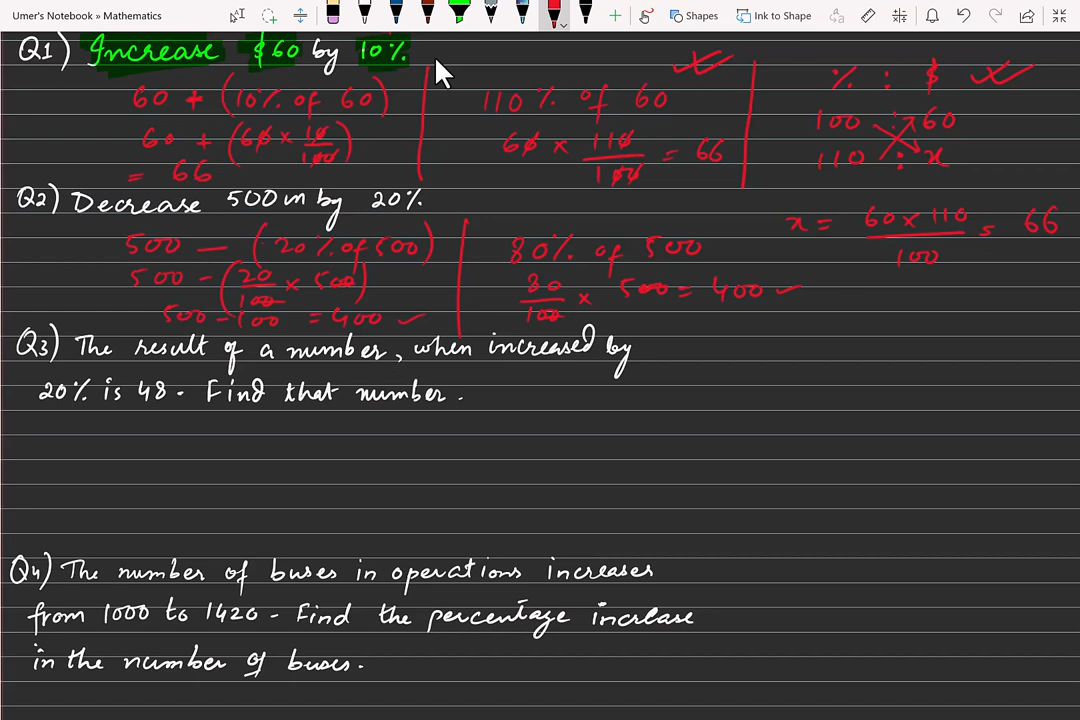 Umer's Notebook » Mathematics
Shapes
Ink to Shape
Q1) Increase $60 by 10%
60 + (10% of 60)
60 + (60 × 10/100)
= 66
110% of 60
60 × 110/100 = 66
% : $
100 : 60
110 : x
x = 60 × 110/100 = 66
Q2) Decrease 500 m by 20%.
500 — (20% of 500)
500 - (20/100 × 500)
500 - 100 = 400 ✓
80% of 500
80/100 × 500 = 400 ✓
Q3) The result of a number, when increased by
20% is 48. Find that number.
Q4) The number of buses in operations increases
from 1000 to 1420. Find the percentage increase
in the number of buses.